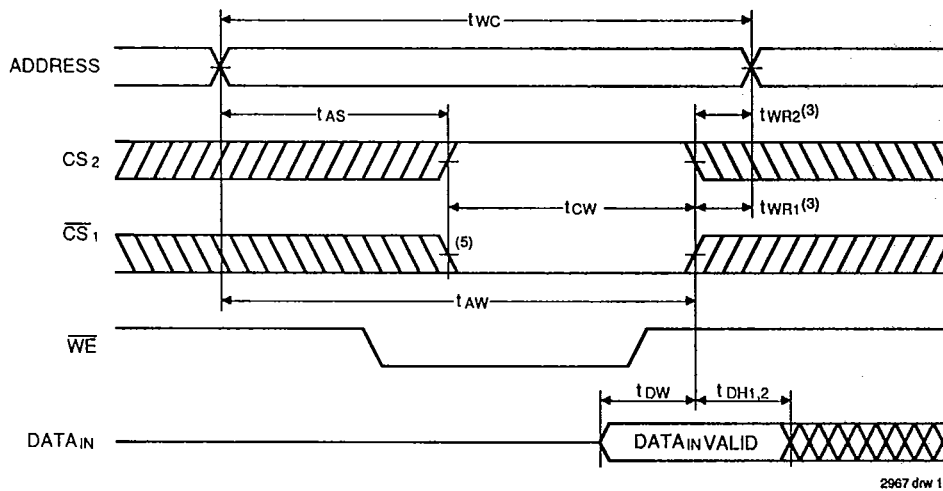 tWC
ADDRESS
tAS
tWR2(3)
CS2
tCW
tWR1(3)
CS1
(5)
tAW
WE
tDW
tDH1,2
DATAIN
DATAIN VALID
2967 drw 1